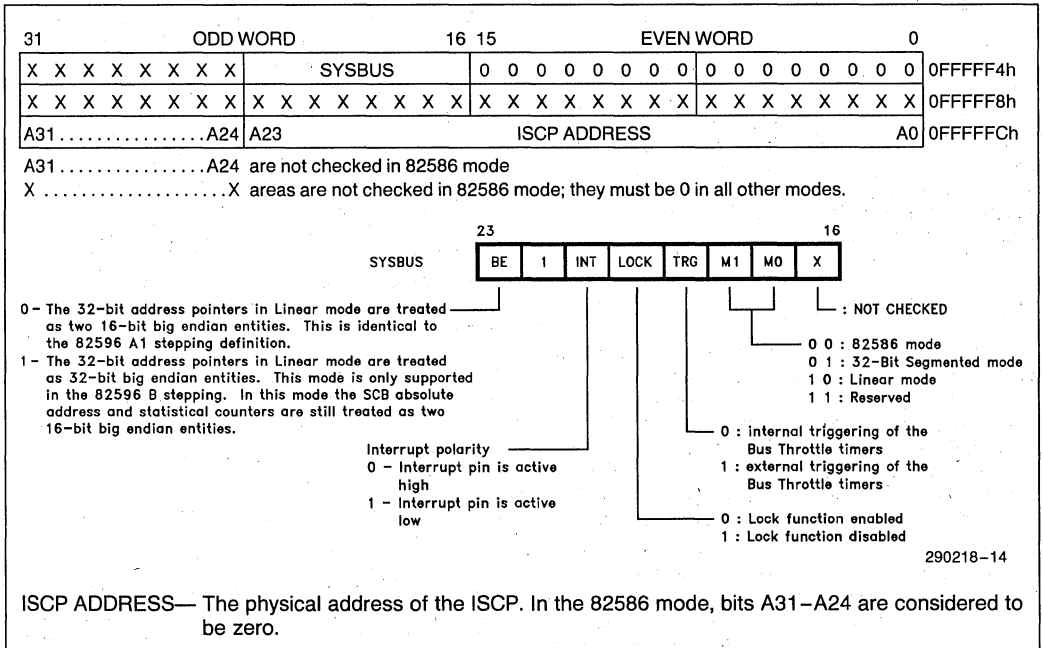 31 ODD WORD 16 15 EVEN WORD 0
X X X X X X X X SYSBUS 0 0 0 0 0 0 0 0 0 0 0 0 0 0 0 0 0FFFFF4h
X X X X X X X X X X X X X X X X X X X X X X X X X X X X X X X X 0FFFFF8h
A31................A24 A23 ISCP ADDRESS A0 0FFFFFCh
A31................A24 are not checked in 82586 mode
X ....................X areas are not checked in 82586 mode; they must be 0 in all other modes.
23 16
SYSBUS BE 1 INT LOCK TRG M1 M0 X
0 - The 32-bit address pointers in Linear mode are treated
as two 16-bit big endian entities. This is identical to
the 82596 A1 stepping definition.
1 - The 32-bit address pointers in Linear mode are treated
as 32-bit big endian entities. This mode is only supported
in the 82596 B stepping. In this mode the SCB absolute
address and statistical counters are still treated as two
16-bit big endian entities.
: NOT CHECKED
0 0 : 82586 mode
0 1 : 32-Bit Segmented mode
1 0 : Linear mode
1 1 : Reserved
0 : internal triggering of the
Bus Throttle timers
1 : external triggering of the
Bus Throttle timers
Interrupt polarity
0 - Interrupt pin is active
high
1 - Interrupt pin is active
low
0 : Lock function enabled
1 : Lock function disabled
290218-14
ISCP ADDRESS— The physical address of the ISCP. In the 82586 mode, bits A31–A24 are considered to
be zero.